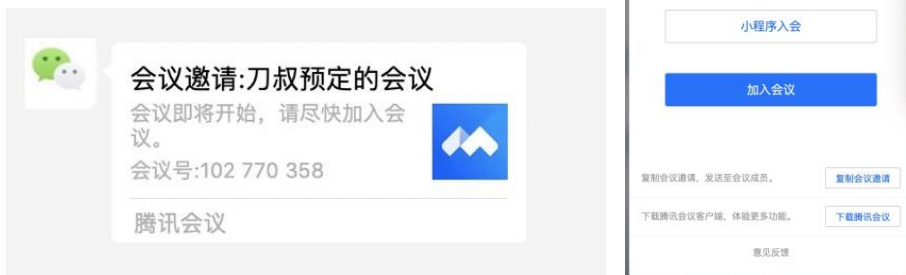 会议邀请:刀叔预定的会议
会议即将开始，请尽快加入会
议。
会议号:102 770 358
腾讯会议
小程序入会
加入会议
复制会议邀请，发送至会议成员。
复制会议邀请
下载腾讯会议客户端，体验更多功能。
下载腾讯会议
意见反馈